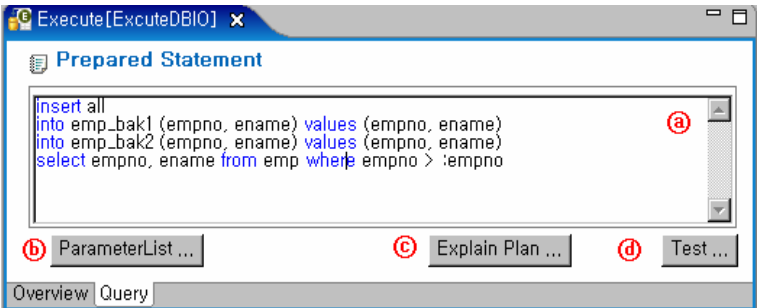 Execute[ExcuteDBIO]
Prepared Statement
insert all
into emp_bak1 (empno, ename) values (empno, ename)
into emp_bak2 (empno, ename) values (empno, ename)
select empno, ename from emp where empno > :empno
ⓐ
ⓑ ParameterList ... ⓒ Explain Plan ... ⓓ Test ...
Overview Query